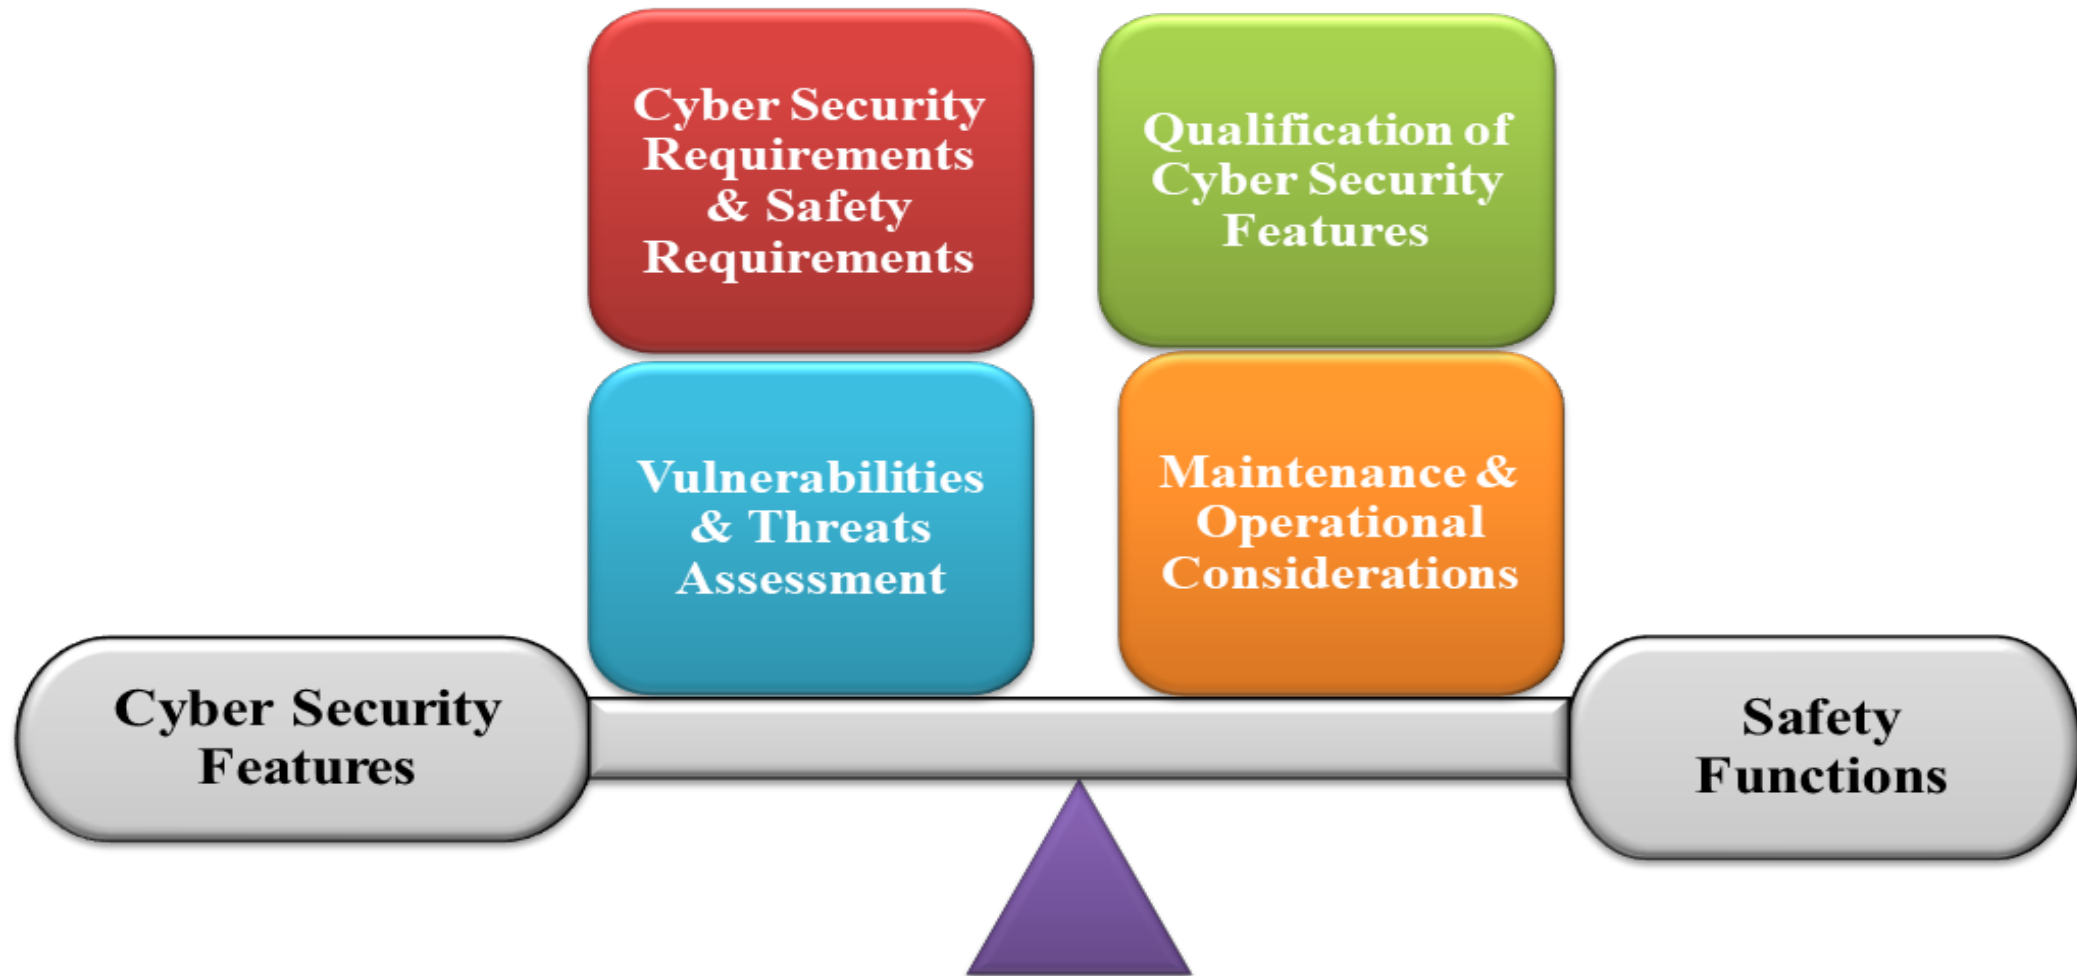 Cyber Security
Requirements
& Safety
Requirements
Qualification of
Cyber Security
Features
Vulnerabilities
& Threats
Assessment
Maintenance &
Operational
Considerations
Cyber Security
Features
Safety
Functions